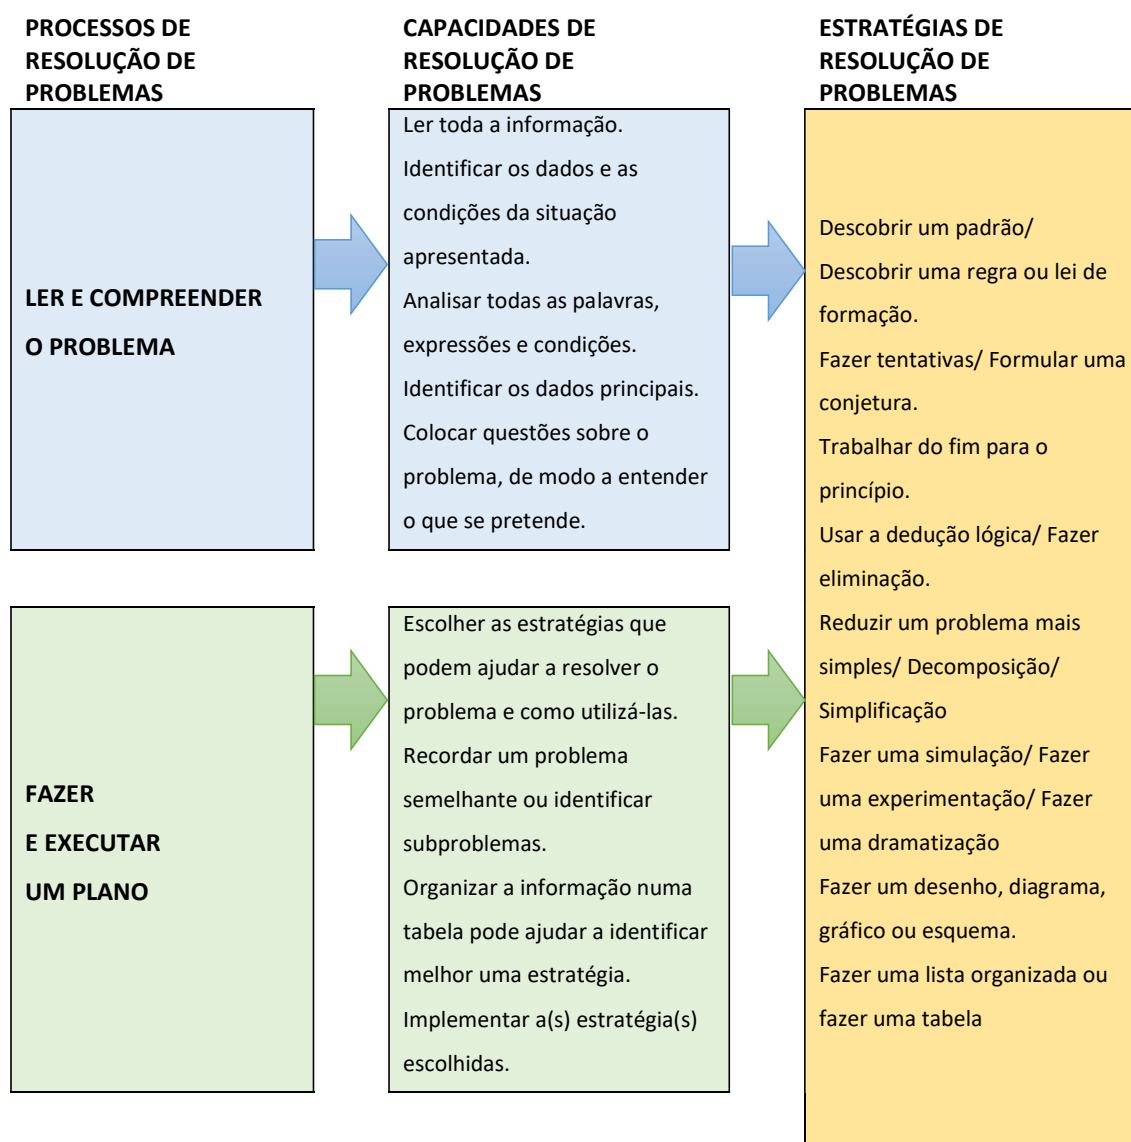 PROCESSOS DE
RESOLUÇÃO DE
PROBLEMAS
CAPACIDADES DE
RESOLUÇÃO DE
PROBLEMAS
ESTRATÉGIAS DE
RESOLUÇÃO DE
PROBLEMAS
LER E COMPREENDER
O PROBLEMA
Ler toda a informação.
Identificar os dados e as
condições da situação
apresentada.
Analisar todas as palavras,
expressões e condições.
Identificar os dados principais.
Colocar questões sobre o
problema, de modo a entender
o que se pretende.
FAZER
E EXECUTAR
UM PLANO
Escolher as estratégias que
podem ajudar a resolver o
problema e como utilizá-las.
Recordar um problema
semelhante ou identificar
subproblemas.
Organizar a informação numa
tabela pode ajudar a identificar
melhor uma estratégia.
Implementar a(s) estratégia(s)
escolhidas.
Descobrir um padrão/
Descobrir uma regra ou lei de
formação.
Fazer tentativas/ Formular uma
conjetura.
Trabalhar do fim para o
princípio.
Usar a dedução lógica/ Fazer
eliminação.
Reduzir um problema mais
simples/ Decomposição/
Simplificação
Fazer uma simulação/ Fazer
uma experimentação/ Fazer
uma dramatização
Fazer um desenho, diagrama,
gráfico ou esquema.
Fazer uma lista organizada ou
fazer uma tabela